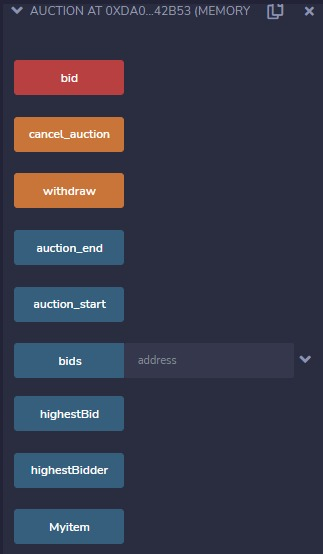 AUCTION AT 0XDA0...42B53 (MEMORY
bid
cancel_auction
withdraw
auction_end
auction_start
bids address
highestBid
highestBidder
Myitem